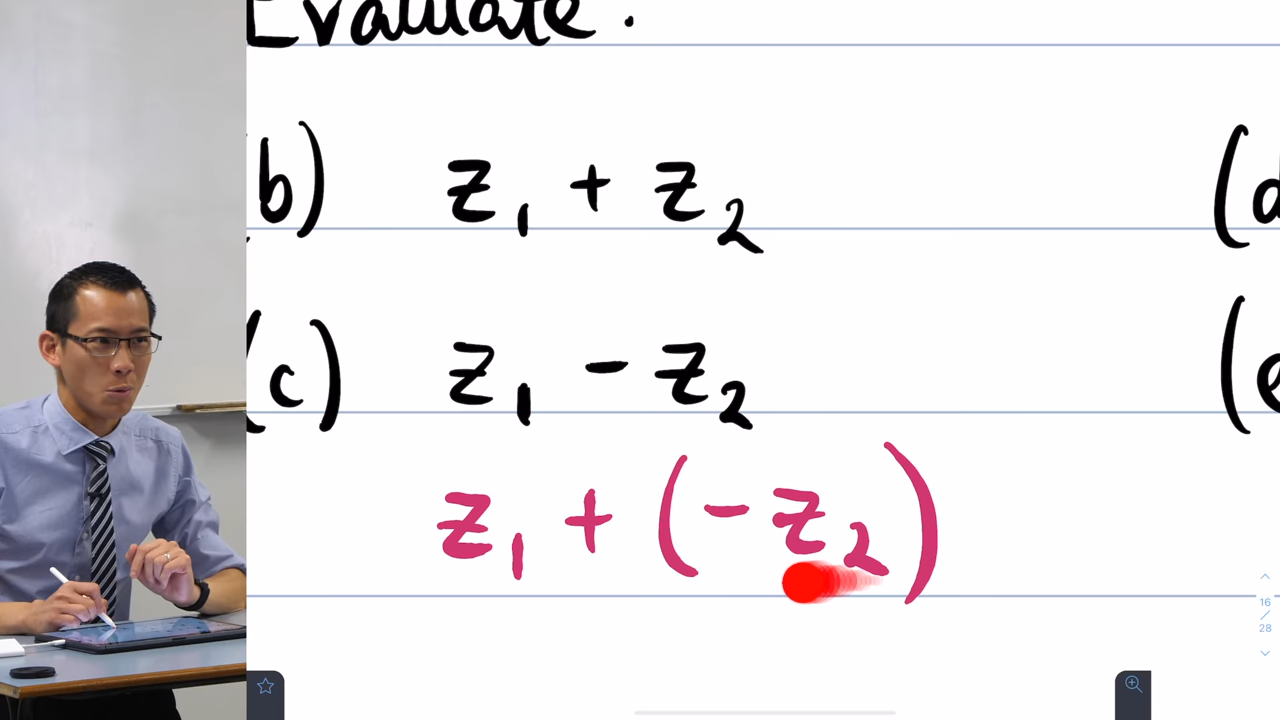 Evaluate :
b) z₁ + z₂ (d
(c) z₁ - z₂ (e
z₁ + (-z₂)
16
/
28